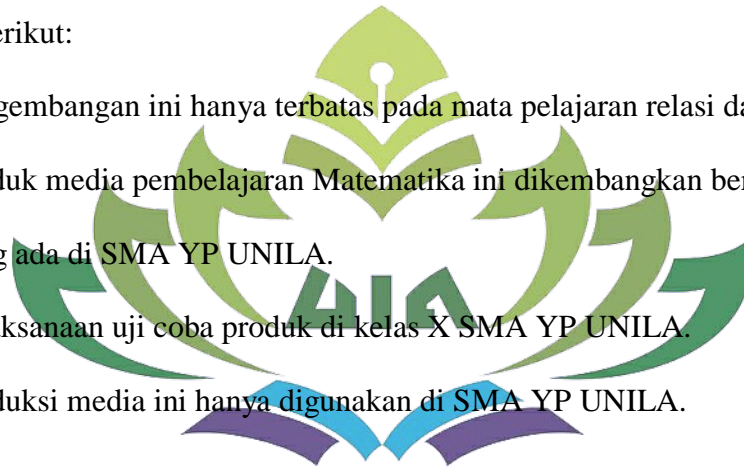 erikut:
gembangan ini hanya terbatas pada mata pelajaran relasi da
duk media pembelajaran Matematika ini dikembangkan ber
g ada di SMA YP UNILA.
aksanaan uji coba produk di kelas X SMA YP UNILA.
duksi media ini hanya digunakan di SMA YP UNILA.